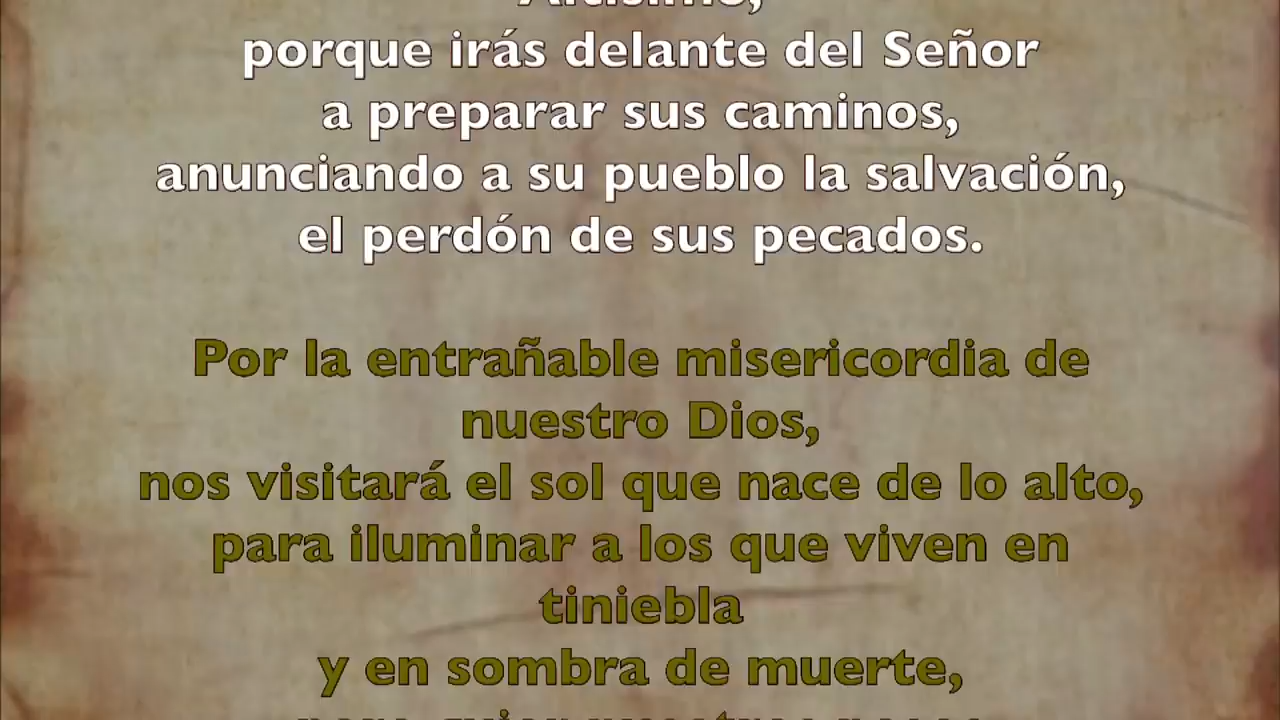 Altísimo,
porque irás delante del Señor
a preparar sus caminos,
anunciando a su pueblo la salvación,
el perdón de sus pecados.
Por la entrañable misericordia de
nuestro Dios,
nos visitará el sol que nace de lo alto,
para iluminar a los que viven en
tiniebla
y en sombra de muerte,